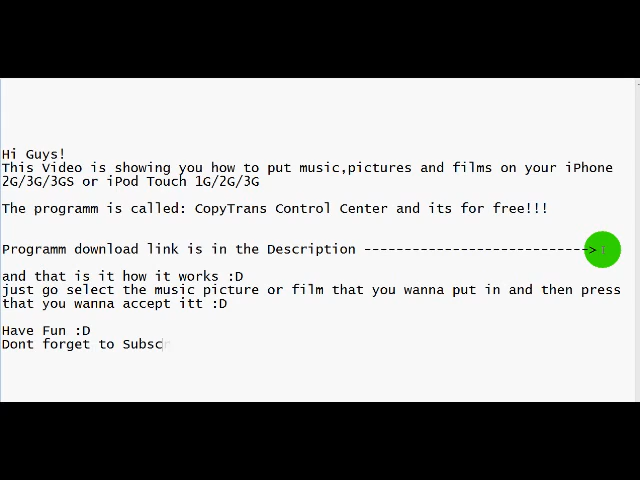 Hi Guys!
This Video is showing you how to put music,pictures and films on your iPhone
2G/3G/3GS or iPod Touch 1G/2G/3G
The programm is called: CopyTrans Control Center and its for free!!!
Programm download link is in the Description ---------------------------->
and that is it how it works :D
just go select the music picture or film that you wanna put in and then press
that you wanna accept itt :D
Have Fun :D
Dont forget to Subsc